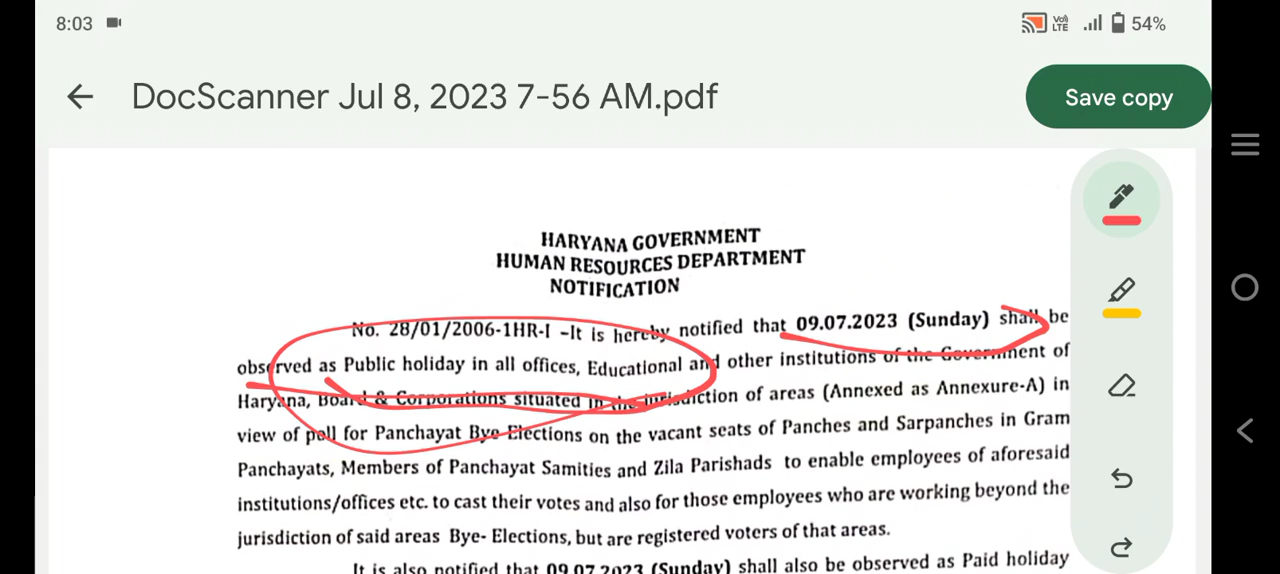 8:03
Vo) LTE
54%
DocScanner Jul 8, 2023 7-56 AM.pdf
Save copy
HARYANA GOVERNMENT
HUMAN RESOURCES DEPARTMENT
NOTIFICATION
No. 28/01/2006-1HR-I –It is hereby notified that 09.07.2023 (Sunday) shall be
observed as Public holiday in all offices, Educational and other institutions of the Government of
Haryana, Board & Corporations situated in the jurisdiction of areas (Annexed as Annexure-A) in
view of poll for Panchayat Bye Elections on the vacant seats of Panches and Sarpanches in Gram
Panchayats, Members of Panchayat Samities and Zila Parishads to enable employees of aforesaid
institutions/offices etc. to cast their votes and also for those employees who are working beyond the
jurisdiction of said areas Bye- Elections, but are registered voters of that areas.
It is also notified that 09.07.2023 (Sunday) shall also be observed as Paid holiday